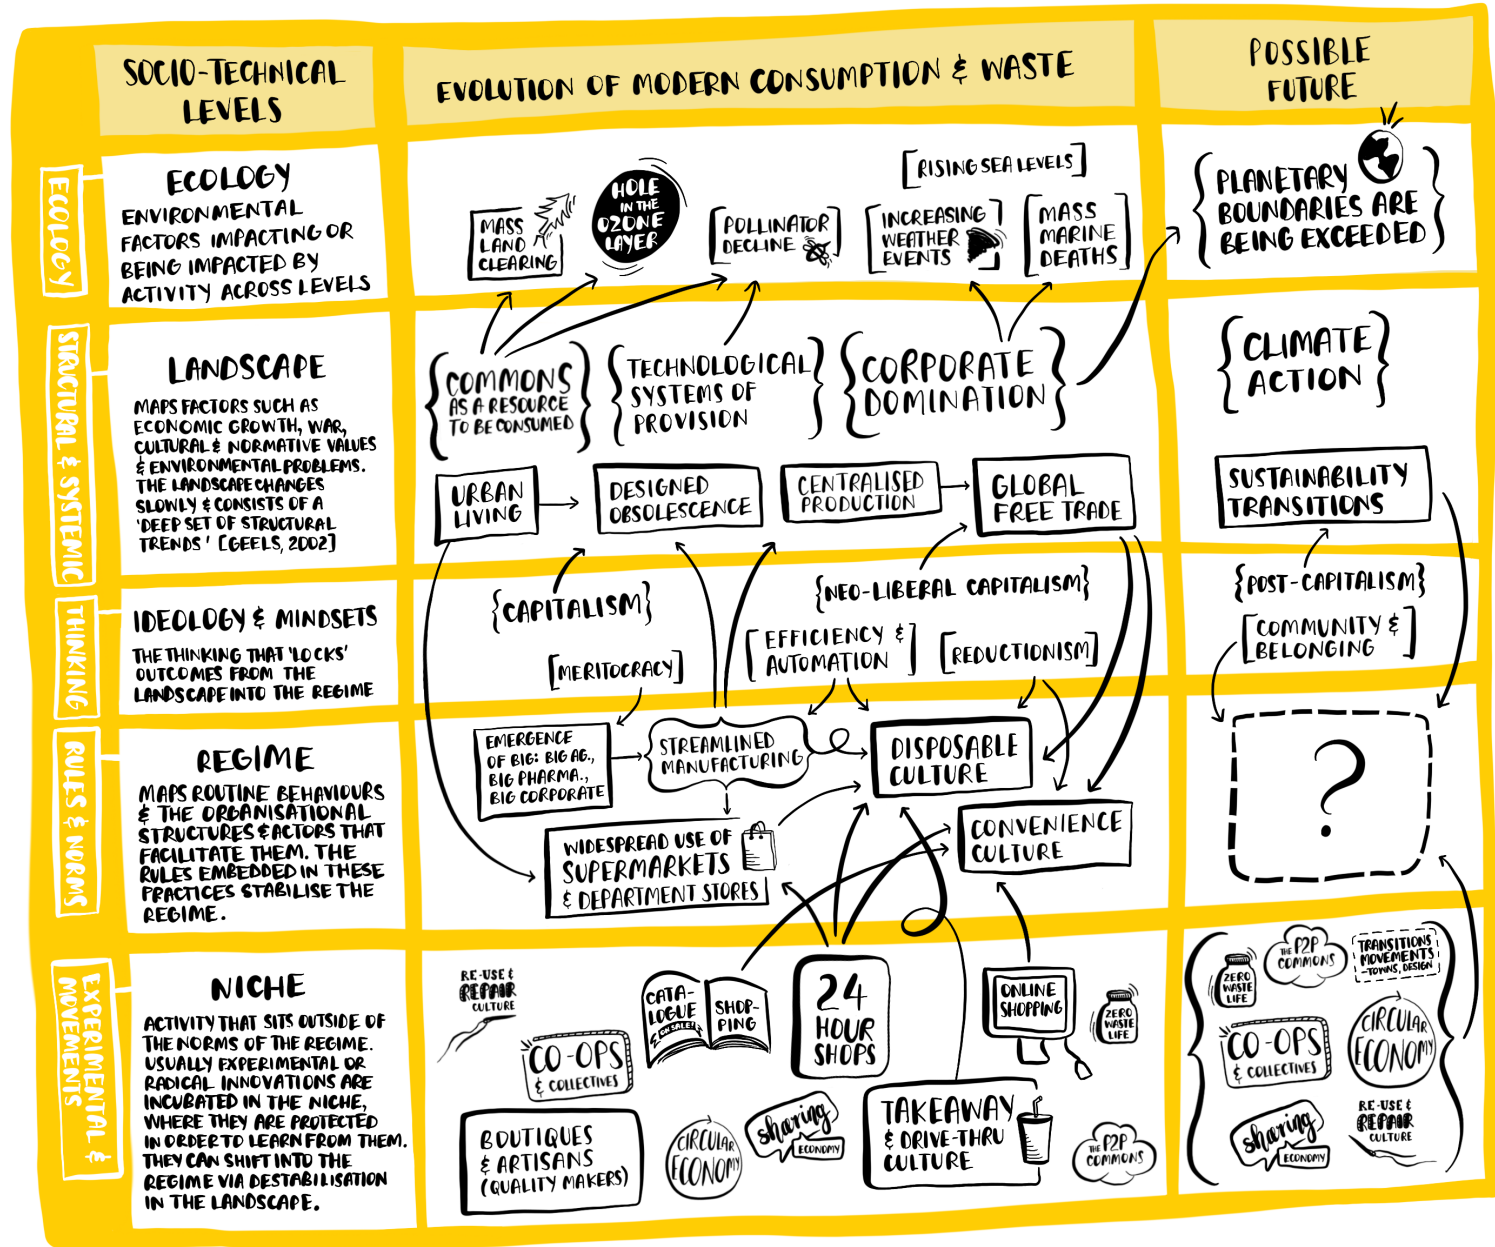 SOCIO-TECHNICAL
LEVELS
EVOLUTION OF MODERN CONSUMPTION & WASTE
POSSIBLE
FUTURE
ECOLOGY
ECOLOGY
ENVIRONMENTAL
FACTORS IMPACTING OR
BEING IMPACTED BY
ACTIVITY ACROSS LEVELS
MASS
LAND
CLEARING
HOLE
IN THE
OZONE
LAYER
POLLINATOR
DECLINE
[RISING SEA LEVELS]
INCREASING
WEATHER
EVENTS
MASS
MARINE
DEATHS
PLANETARY
BOUNDARIES ARE
BEING EXCEEDED
STRUCTURAL & SYSTEMIC
LANDSCAPE
MAPS FACTORS SUCH AS
ECONOMIC GROWTH, WAR,
CULTURAL & NORMATIVE VALUES
& ENVIRONMENTAL PROBLEMS.
THE LANDSCAPE CHANGES
SLOWLY & CONSISTS OF A
'DEEP SET OF STRUCTURAL
TRENDS' [GEELS, 2002]
COMMONS
AS A RESOURCE
TO BE CONSUMED
TECHNOLOGICAL
SYSTEMS OF
PROVISION
CORPORATE
DOMINATION
URBAN
LIVING
DESIGNED
OBSOLESCENCE
CENTRALISED
PRODUCTION
GLOBAL
FREE TRADE
CLIMATE
ACTION
SUSTAINABILITY
TRANSITIONS
THINKING
IDEOLOGY & MINDSETS
THE THINKING THAT 'LOCKS'
OUTCOMES FROM THE
LANDSCAPE INTO THE REGIME
{CAPITALISM}
[MERITOCRACY]
{NEO-LIBERAL CAPITALISM}
EFFICIENCY &
AUTOMATION
[REDUCTIONISM]
{POST-CAPITALISM}
COMMUNITY &
BELONGING
RULES & NORMS
REGIME
MAPS ROUTINE BEHAVIOURS
& THE ORGANISATIONAL
STRUCTURES & ACTORS THAT
FACILITATE THEM. THE
RULES EMBEDDED IN THESE
PRACTICES STABILISE THE
REGIME.
EMERGENCE
OF BIG: BIG AG.,
BIG PHARMA.,
BIG CORPORATE
STREAMLINED
MANUFACTURING
DISPOSABLE
CULTURE
WIDESPREAD USE OF
SUPERMARKETS
& DEPARTMENT STORES
CONVENIENCE
CULTURE
?
EXPERIMENTAL &
MOVEMENTS
NICHE
ACTIVITY THAT SITS OUTSIDE OF
THE NORMS OF THE REGIME.
USUALLY EXPERIMENTAL OR
RADICAL INNOVATIONS ARE
INCUBATED IN THE NICHE,
WHERE THEY ARE PROTECTED
IN ORDER TO LEARN FROM THEM.
THEY CAN SHIFT INTO THE
REGIME VIA DESTABILISATION
IN THE LANDSCAPE.
RE-USE &
REPAIR
CULTURE
CO-OPS
& COLLECTIVES
CATA-
LOGUE
ON SALE!
SHOP-
PING
24
HOUR
SHOPS
ONLINE
SHOPPING
ZERO
WASTE
LIFE
BOUTIQUES
& ARTISANS
(QUALITY MAKERS)
CIRCULAR
ECONOMY
sharing
ECONOMY
TAKEAWAY
& DRIVE-THRU
CULTURE
THE P2P
COMMONS
ZERO
WASTE
LIFE
THE P2P
COMMONS
TRANSITIONS
MOVEMENTS
-TOWNS, DESIGN
CO-OPS
& COLLECTIVES
CIRCULAR
ECONOMY
sharing
ECONOMY
RE-USE &
REPAIR
CULTURE